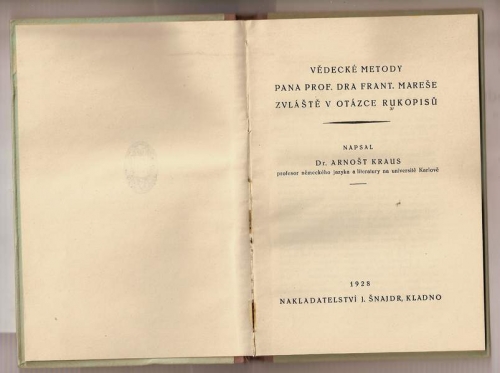 VĚDECKÉ METODY
PANA PROF. DRA FRANT. MAREŠE
ZVLÁŠTĚ V OTÁZCE RUKOPISŮ
NAPSAL
Dr. ARNOŠT KRAUS
profesor německého jazyka a literatury na universitě Karlově
1928
NAKLADATELSTVÍ J. ŠNAJDR, KLADNO